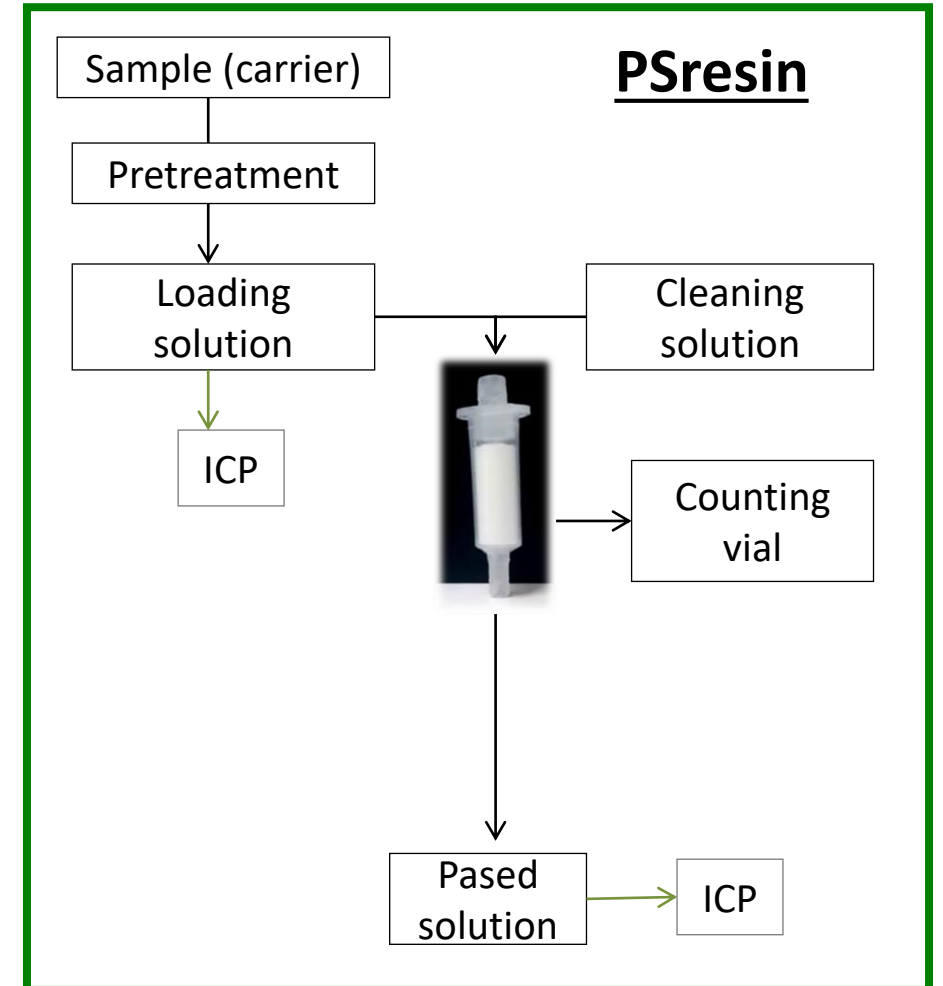 Sample (carrier)
PSresin
Pretreatment
Loading
solution
Cleaning
solution
ICP
Counting
vial
Pased
solution
ICP